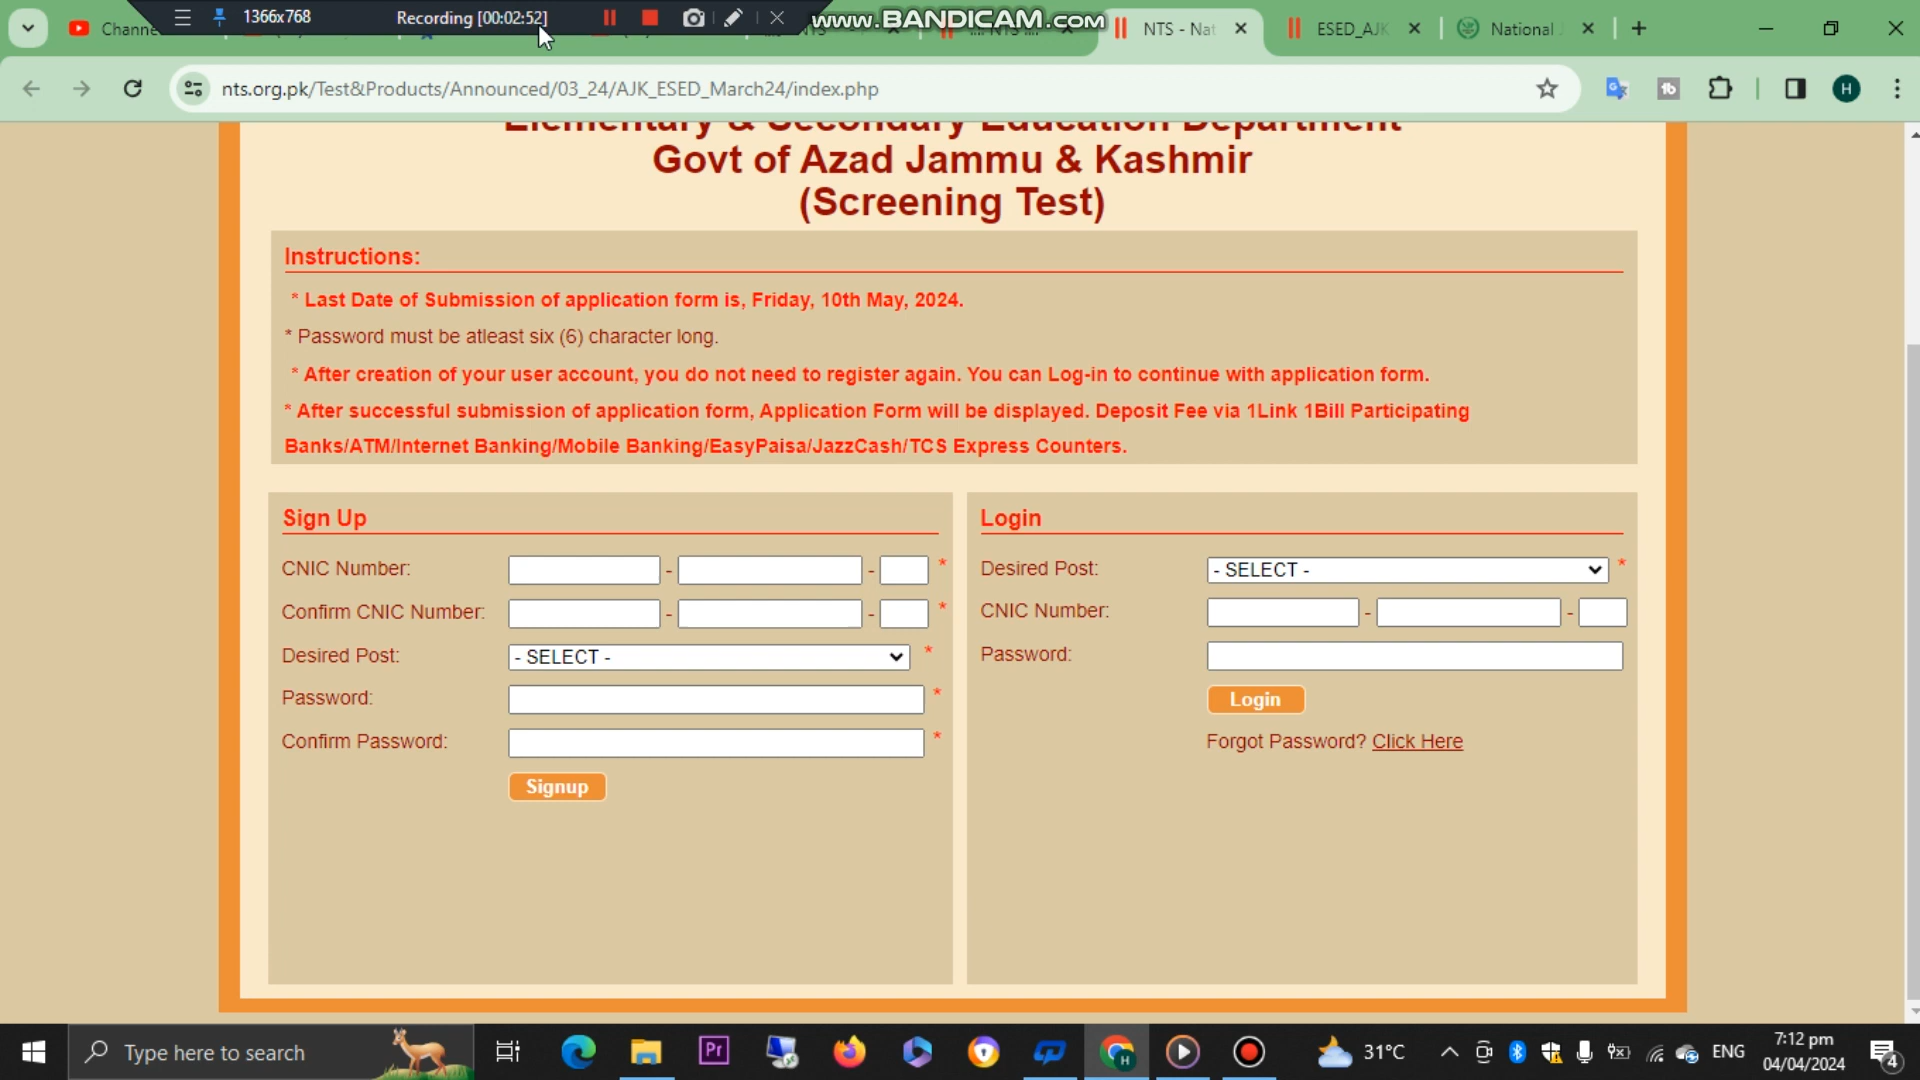 1366x768
Recording [00:02:52]
www.BANDICAM.com
Channe
NTS - Nat
ESED_AJK
National
nts.org.pk/Test&Products/Announced/03_24/AJK_ESED_March24/index.php
H
Elementary & Secondary Education Department
Govt of Azad Jammu & Kashmir
(Screening Test)
Instructions:
* Last Date of Submission of application form is, Friday, 10th May, 2024.
* Password must be atleast six (6) character long.
* After creation of your user account, you do not need to register again. You can Log-in to continue with application form.
* After successful submission of application form, Application Form will be displayed. Deposit Fee via 1Link 1Bill Participating
Banks/ATM/Internet Banking/Mobile Banking/EasyPaisa/JazzCash/TCS Express Counters.
Sign Up
CNIC Number: - - *
Confirm CNIC Number: - - *
Desired Post: - SELECT - *
Password: *
Confirm Password: *
Signup
Login
Desired Post: - SELECT - *
CNIC Number: - -
Password:
Login
Forgot Password? Click Here
Type here to search
Pr
H
31°C
ENG
7:12 pm
04/04/2024
4